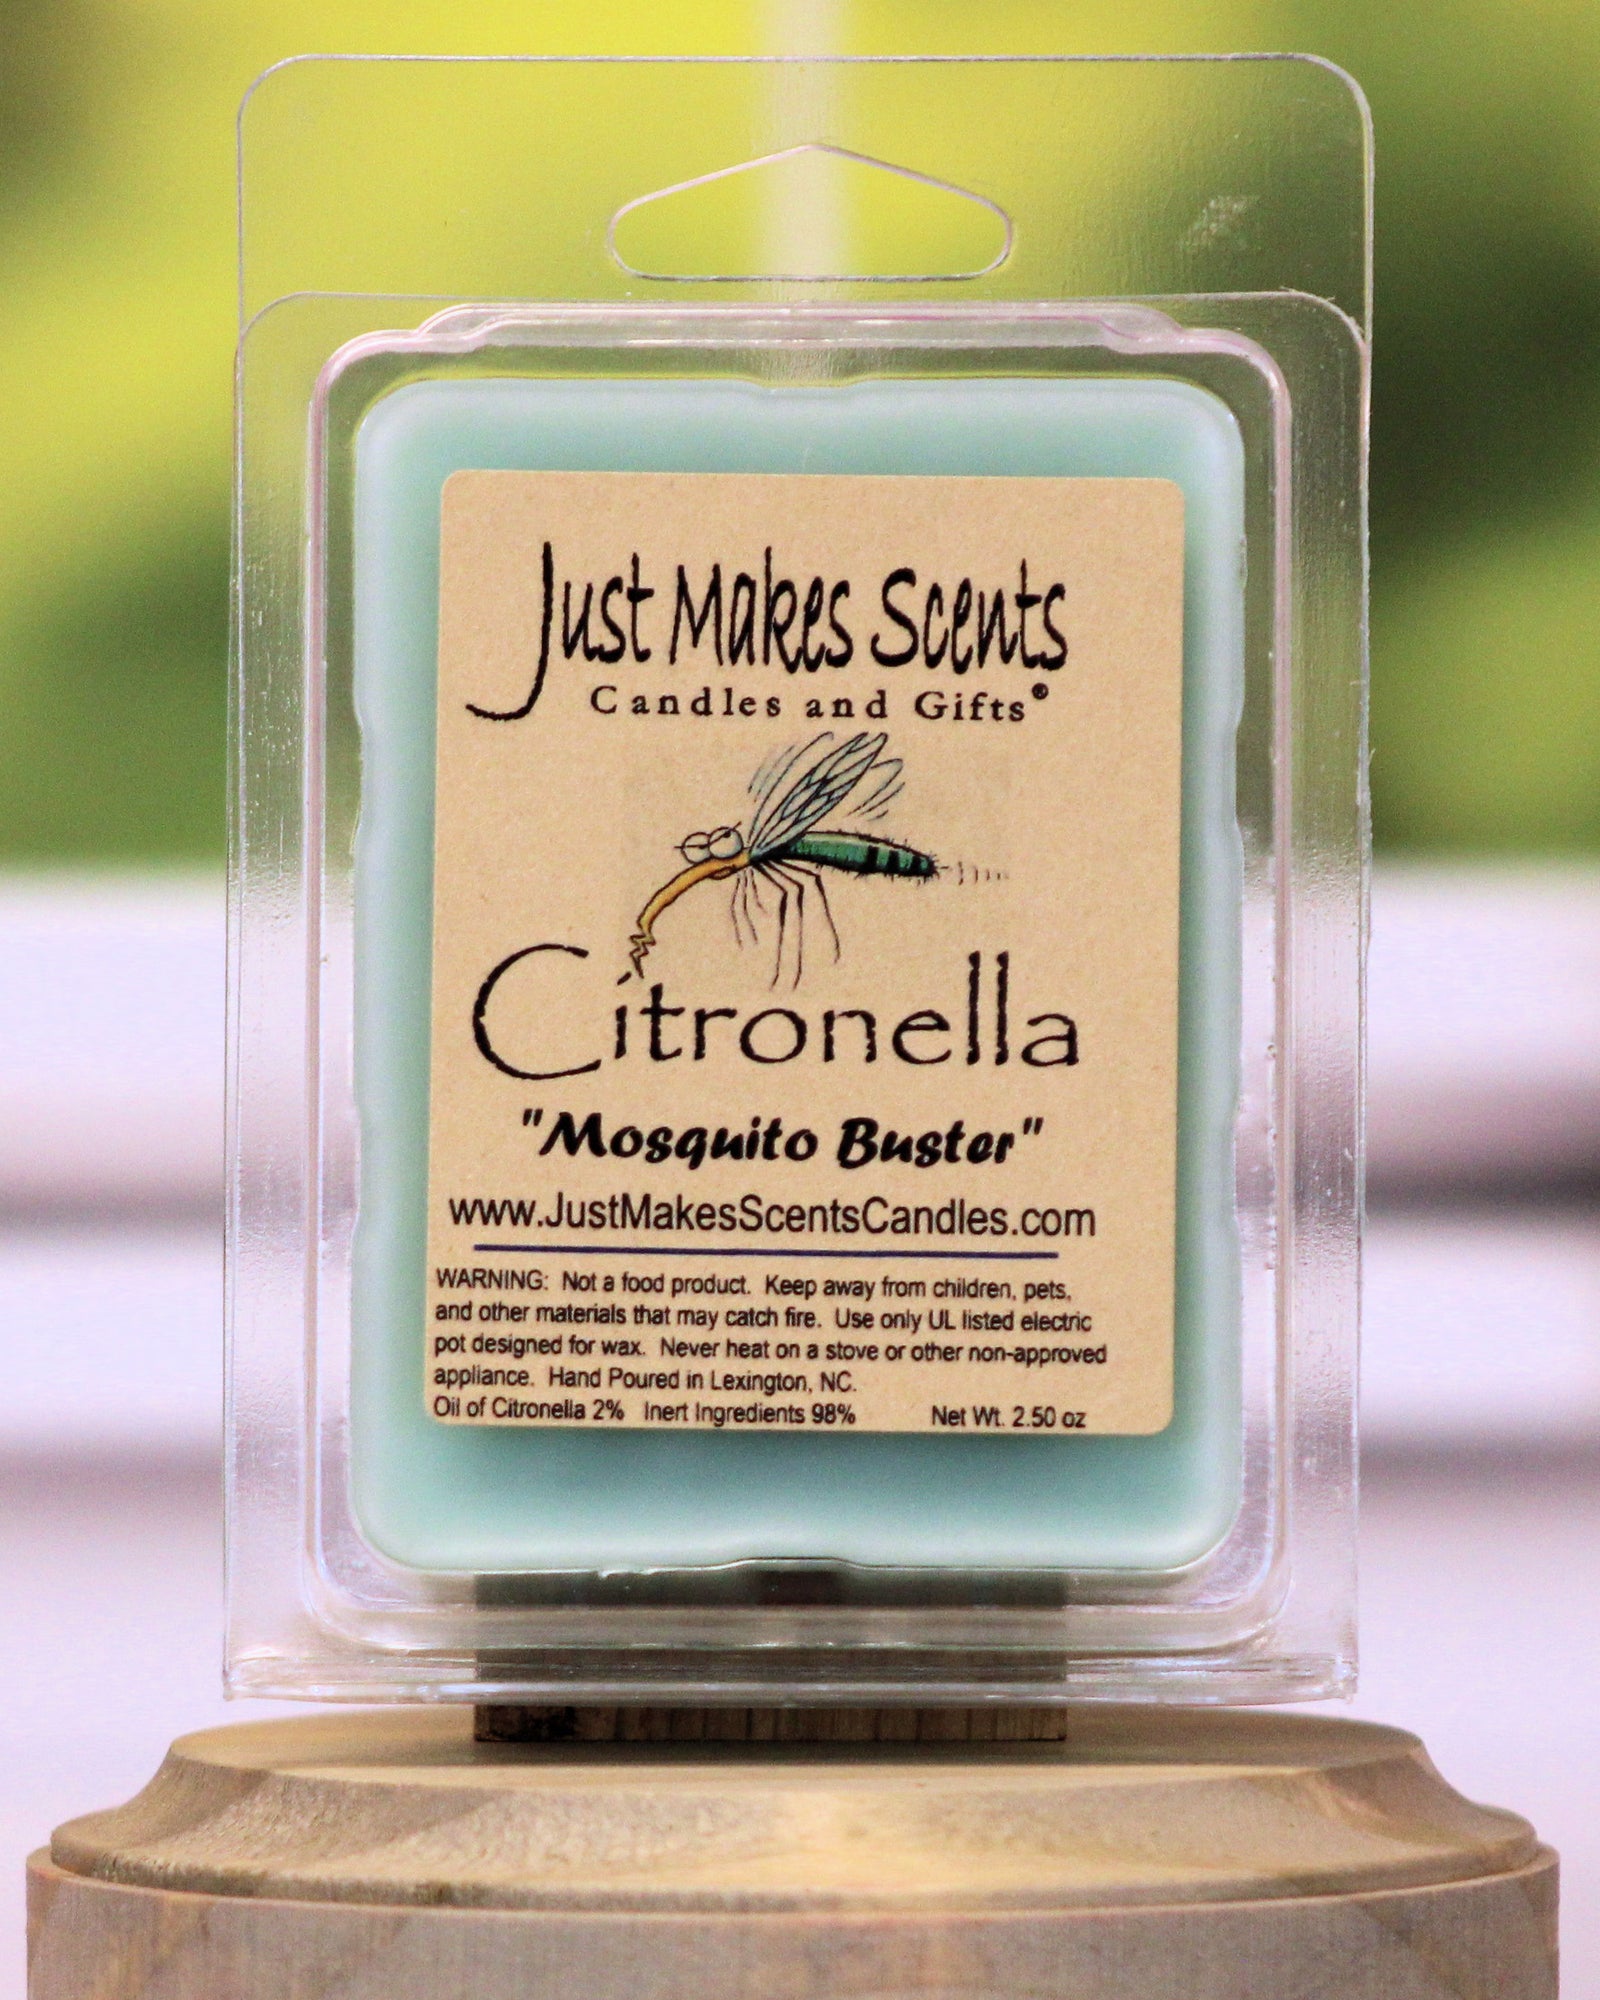 Just Makes Scents
Candles and Gifts®
Citronella
"Mosquito Buster"
www.JustMakesScentsCandles.com
WARNING: Not a food product. Keep away from children, pets,
and other materials that may catch fire. Use only UL listed electric
pot designed for wax. Never heat on a stove or other non-approved
appliance. Hand Poured in Lexington, NC.
Oil of Citronella 2% Inert Ingredients 98% Net Wt. 2.50 oz